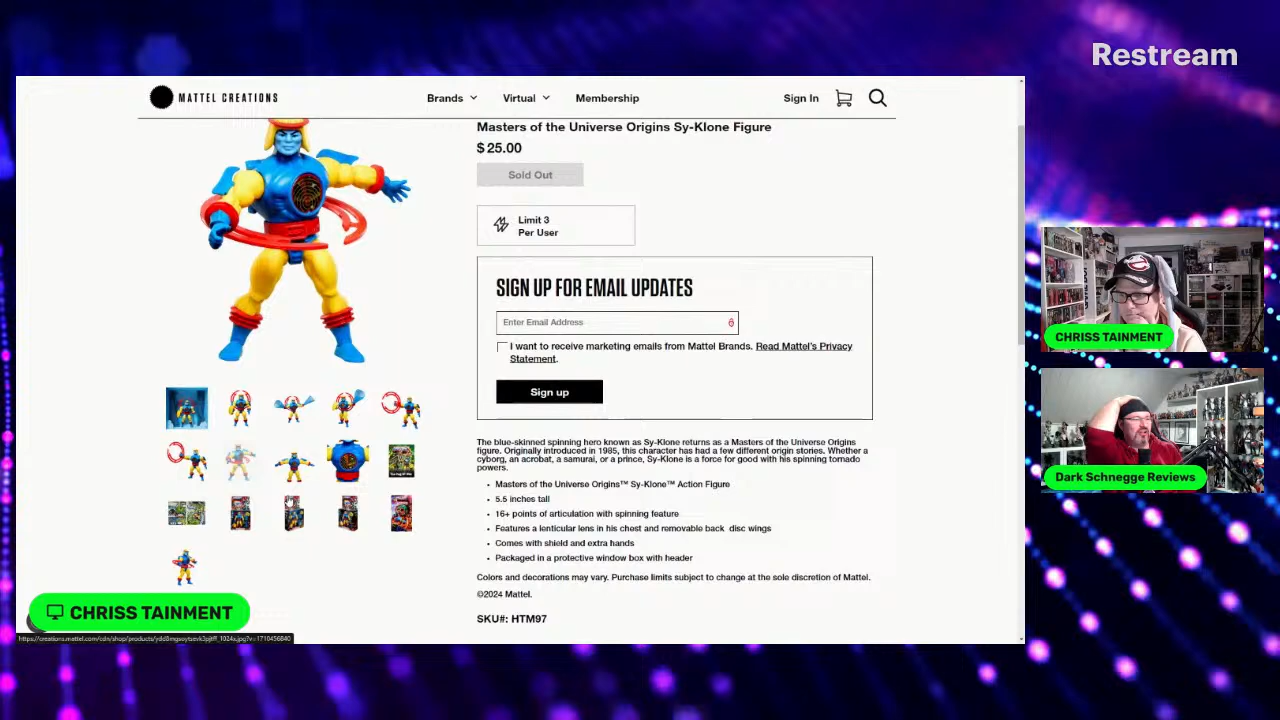 Restream
MATTEL CREATIONS
Brands
Virtual
Membership
Sign In
Masters of the Universe Origins Sy-Klone Figure
$ 25.00
Sold Out
Limit 3
Per User
SIGN UP FOR EMAIL UPDATES
Enter Email Address
I want to receive marketing emails from Mattel Brands. Read Mattel's Privacy
Statement.
Sign up
The blue-skinned spinning hero known as Sy-Klone returns as a Masters of the Universe Origins
figure. Originally introduced in 1985, this character has had a few different origin stories. Whether a
cyborg, an acrobat, a samurai, or a prince, Sy-Klone is a force for good with his spinning tornado
powers.
• Masters of the Universe Origins™ Sy-Klone™ Action Figure
• 5.5 inches tall
• 16+ points of articulation with spinning feature
• Features a lenticular lens in his chest and removable back disc wings
• Comes with shield and extra hands
• Packaged in a protective window box with header
Colors and decorations may vary. Purchase limits subject to change at the sole discretion of Mattel.
©2024 Mattel.
SKU#: HTM97
CHRISS TAINMENT
Dark Schnegge Reviews
CHRISS TAINMENT